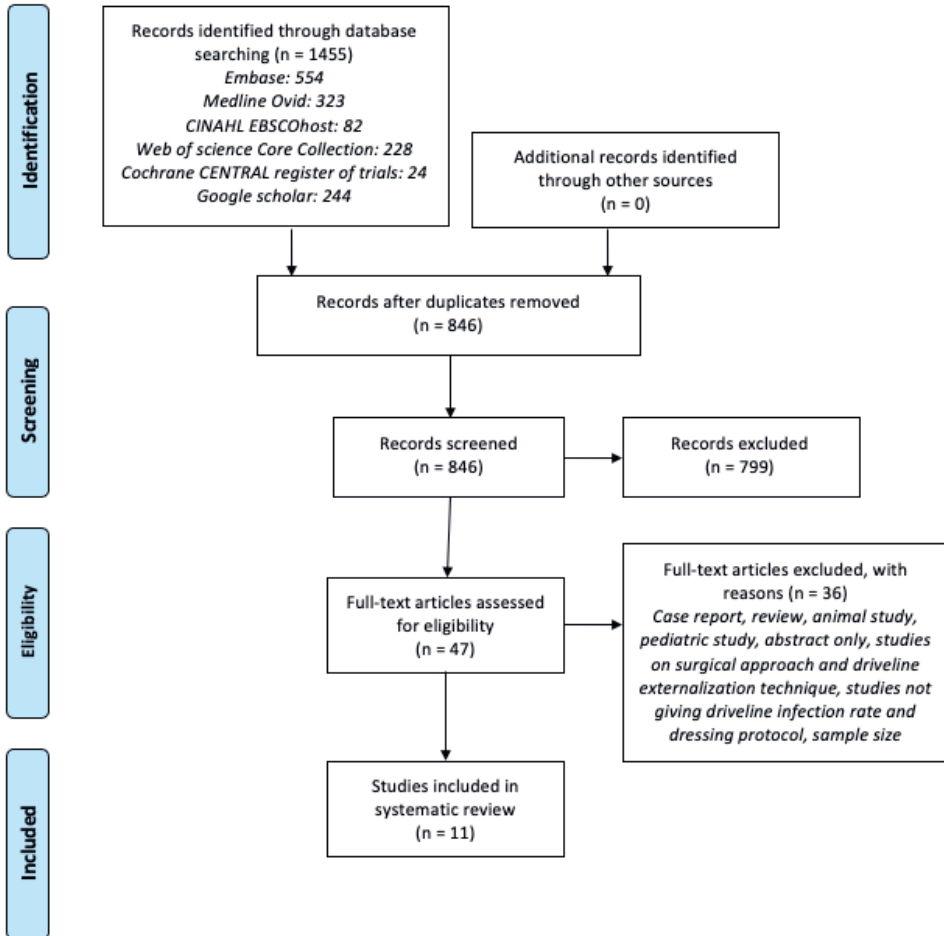 Identification
Records identified through database
searching (n = 1455)
Embase: 554
Medline Ovid: 323
CINAHL EBSCOhost: 82
Web of science Core Collection: 228
Cochrane CENTRAL register of trials: 24
Google scholar: 244
Additional records identified
through other sources
(n = 0)
Records after duplicates removed
(n = 846)
Screening
Records screened
(n = 846)
Records excluded
(n = 799)
Eligibility
Full-text articles assessed
for eligibility
(n = 47)
Full-text articles excluded, with
reasons (n = 36)
Case report, review, animal study,
pediatric study, abstract only, studies
on surgical approach and driveline
externalization technique, studies not
giving driveline infection rate and
dressing protocol, sample size
Included
Studies included in
systematic review
(n = 11)